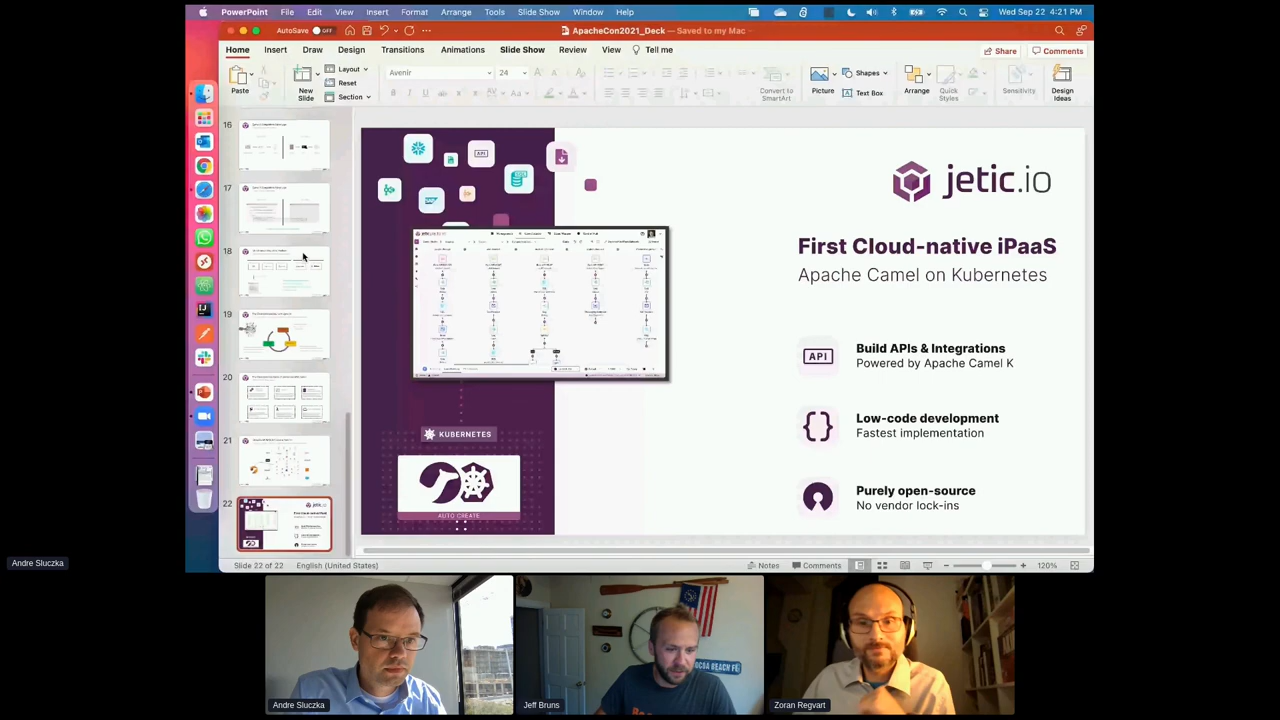 PowerPoint File Edit View Insert Format Arrange Tools Slide Show Window Help
Wed Sep 22 4:21 PM
AutoSave OFF
ApacheCon2021_Deck — Saved to my Mac
Home Insert Draw Design Transitions Animations Slide Show Review View Tell me
Share Comments
Paste
New Slide
Layout
Reset
Section
Avenir 24
Convert to SmartArt
Picture
Shapes
Text Box
Arrange
Quick Styles
Sensitivity
Design Ideas
16
17
18
19
20
21
22
API
SAP
KUBERNETES
AUTO CREATE
jetic.io
First Cloud-native iPaaS
Apache Camel on Kubernetes
API
Build APIs & Integrations
Powered by Apache Camel K
Low-code development
Fastest implementation
Purely open-source
No vendor lock-ins
Slide 22 of 22 English (United States)
Notes Comments 120%
Andre Sluczka
Andre Sluczka
Jeff Bruns
Zoran Regvart